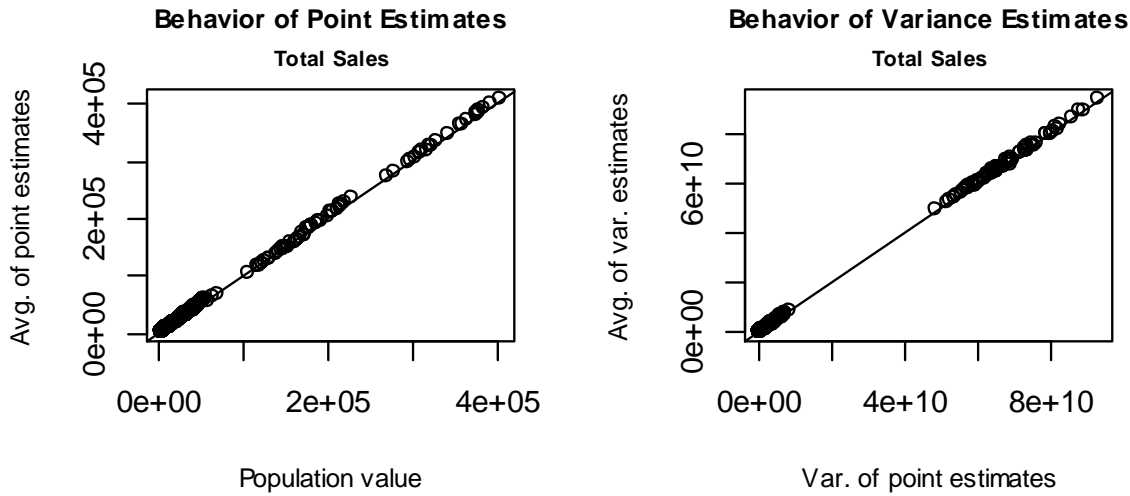 Behavior of Point Estimates
Total Sales
Avg. of point estimates
4e+05
2e+05
0e+00
0e+00 2e+05 4e+05
Population value
Behavior of Variance Estimates
Total Sales
Avg. of var. estimates
6e+10
0e+00
0e+00 4e+10 8e+10
Var. of point estimates